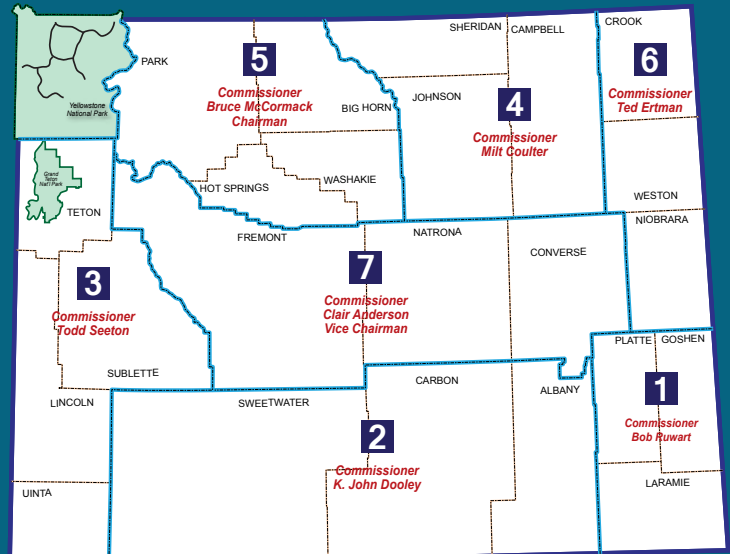 SHERIDAN
CAMPBELL
CROOK
PARK
5
Commissioner
Bruce McCormack
Chairman
BIG HORN
JOHNSON
4
Commissioner
Milt Coulter
6
Commissioner
Ted Ertman
Yellowstone
National Park
Grand
Teton
Nat'l Park
TETON
HOT SPRINGS
WASHAKIE
WESTON
NIOBRARA
FREMONT
NATRONA
CONVERSE
3
Commissioner
Todd Seeton
7
Commissioner
Clair Anderson
Vice Chairman
PLATTE
GOSHEN
SUBLETTE
LINCOLN
SWEETWATER
CARBON
ALBANY
1
Commissioner
Bob Ruwart
2
Commissioner
K. John Dooley
LARAMIE
UINTA